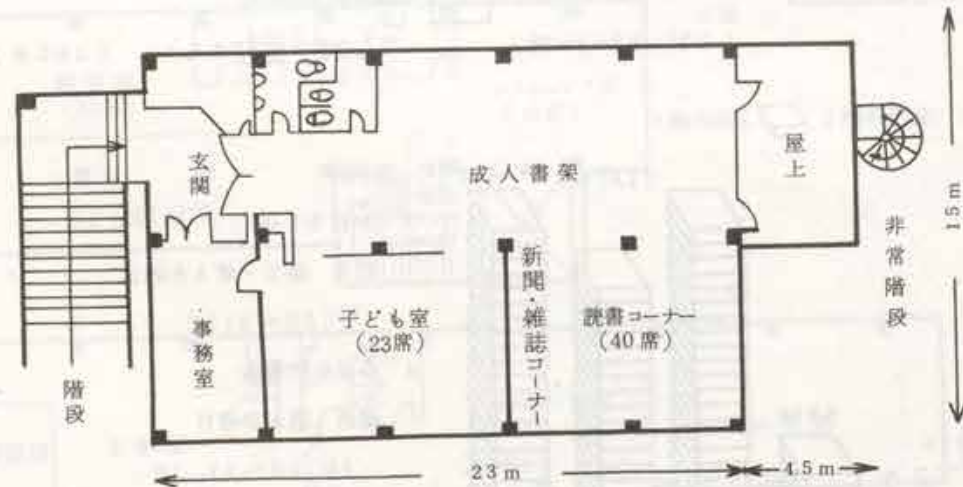 屋上
玄関
成人書架
15m
非常階段
新聞・雑誌コーナー
子ども室
(23席)
読書コーナー
(40席)
事務室
階段
23m
4.5m